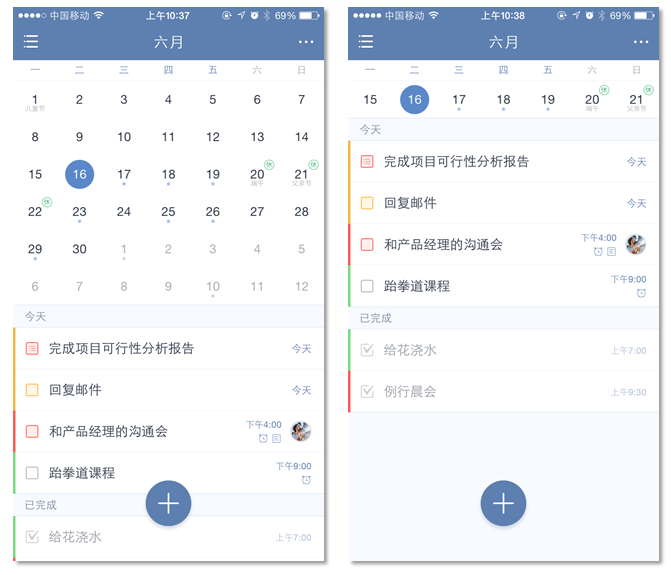 中国移动 上午10:37 69%
六月
一 二 三 四 五 六 日
1 2 3 4 5 6 7
儿童节
8 9 10 11 12 13 14
休 休
15 16 17 18 19 20 21
端午 父亲节
休
22 23 24 25 26 27 28
29 30 1 2 3 4 5
6 7 8 9 10 11 12
今天
完成项目可行性分析报告 今天
回复邮件 今天
和产品经理的沟通会 下午4:00
跆拳道课程 下午9:00
已完成
给花浇水 上午7:00
中国移动 上午10:38 69%
六月
一 二 三 四 五 六 日
休 休
15 16 17 18 19 20 21
端午 父亲节
今天
完成项目可行性分析报告 今天
回复邮件 今天
和产品经理的沟通会 下午4:00
跆拳道课程 下午9:00
已完成
给花浇水 上午7:00
例行晨会 上午9:30